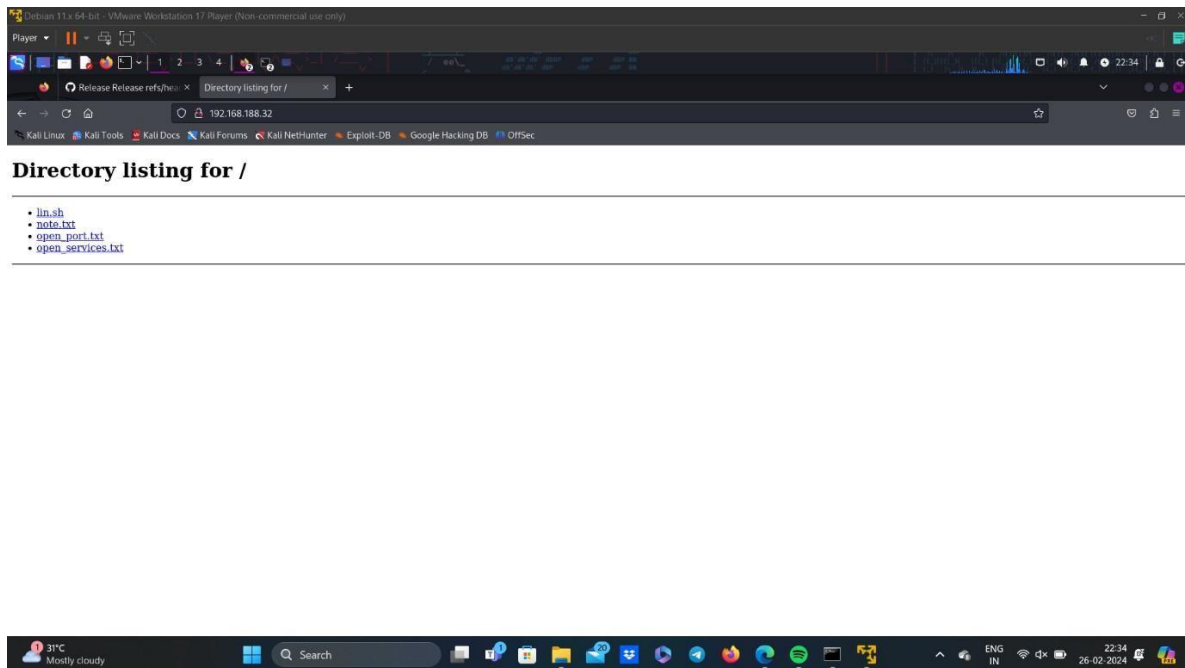 Debian 11.x 64-bit - VMware Workstation 17 Player (Non-commercial use only)
Player
1 2 3 4 22:34
Release Release refs/hea Directory listing for /
192.168.188.32
Kali Linux Kali Tools Kali Docs Kali Forums Kali NetHunter Exploit-DB Google Hacking DB OffSec
Directory listing for /
• lin.sh
• note.txt
• open_port.txt
• open_services.txt
31°C
Mostly cloudy
Search
20
ENG
IN
22:34
26-02-2024